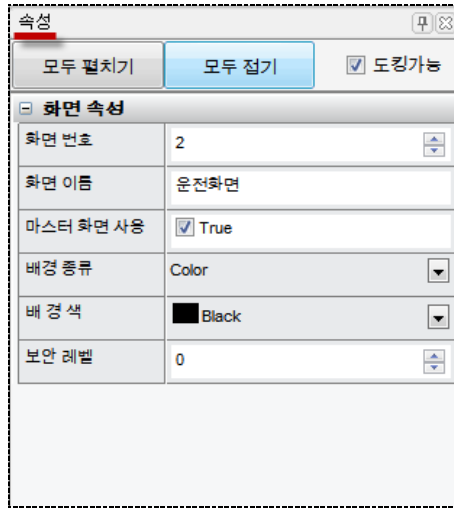 속성
모두 펼치기 모두 접기 도킹가능
화면 속성
화면 번호 2
화면 이름 운전화면
마스터 화면 사용 True
배경 종류 Color
배 경 색 Black
보안 레벨 0